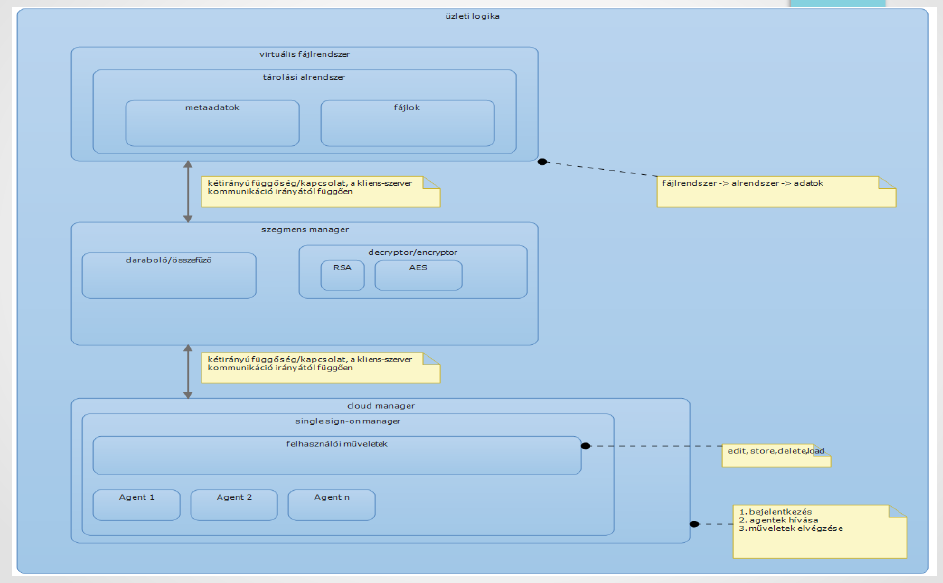 üzleti logika
virtuális fájlrendszer
tárolási alrendszer
metaadatok
fájlok
kétirányú függőség/kapcsolat, a kliens-szerver
kommunikáció irányától függően
fájlrendszer -> alrendszer -> adatok
szegmens manager
daraboló/összefűző
decryptor/encryptor
RSA
AES
kétirányú függőség/kapcsolat, a kliens-szerver
kommunikáció irányától függően
cloud manager
single sign-on manager
felhasználói műveletek
edit, store,delete,load
Agent 1
Agent 2
Agent n
1. bejelentkezés
2. agentek hívása
3.műveletek elvégzése